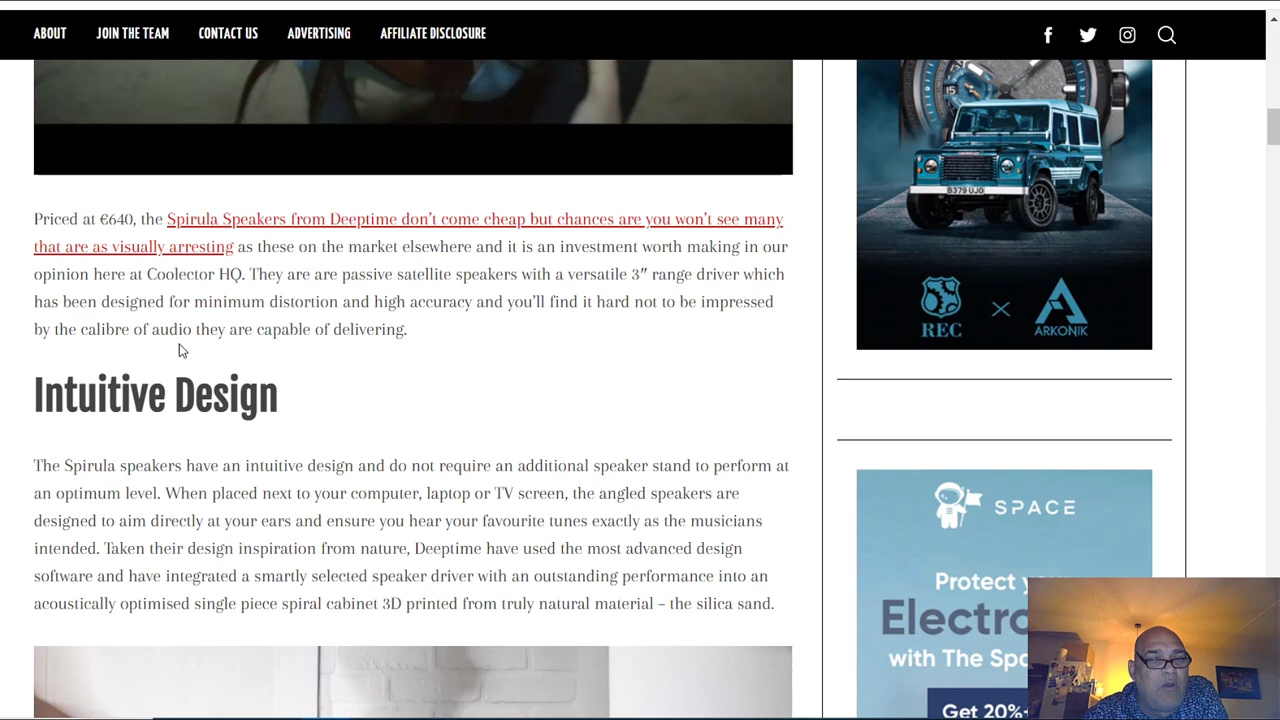 ABOUT JOIN THE TEAM CONTACT US ADVERTISING AFFILIATE DISCLOSURE
Priced at €640, the Spirula Speakers from Deeptime don’t come cheap but chances are you won’t see many
that are as visually arresting as these on the market elsewhere and it is an investment worth making in our
opinion here at Coolector HQ. They are are passive satellite speakers with a versatile 3″ range driver which
has been designed for minimum distortion and high accuracy and you’ll find it hard not to be impressed
by the calibre of audio they are capable of delivering.
Intuitive Design
The Spirula speakers have an intuitive design and do not require an additional speaker stand to perform at
an optimum level. When placed next to your computer, laptop or TV screen, the angled speakers are
designed to aim directly at your ears and ensure you hear your favourite tunes exactly as the musicians
intended. Taken their design inspiration from nature, Deeptime have used the most advanced design
software and have integrated a smartly selected speaker driver with an outstanding performance into an
acoustically optimised single piece spiral cabinet 3D printed from truly natural material – the silica sand.
B379 UJO
REC X ARKONIK
SPACE
Protect
with The
Get 20%